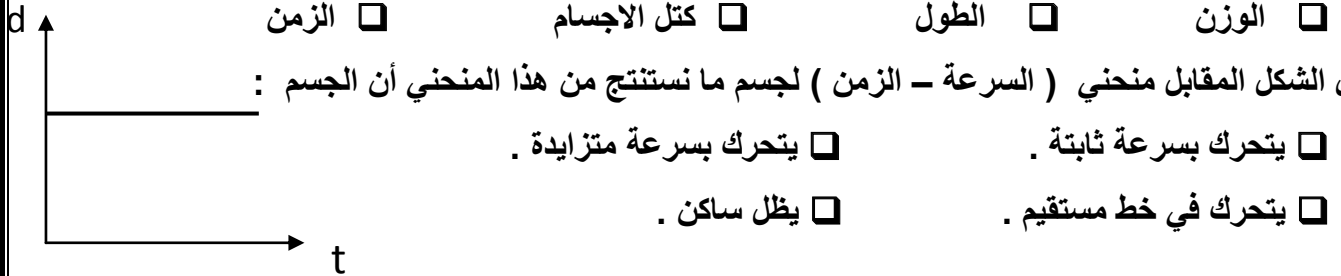 ❑ الوزن ❑ الطول ❑ كتل الاجسام ❑ الزمن
d
الشكل المقابل منحني ( السرعة – الزمن ) لجسم ما نستنتج من هذا المنحني أن الجسم :
❑ يتحرك بسرعة ثابتة . ❑ يتحرك بسرعة متزايدة .
❑ يتحرك في خط مستقيم . ❑ يظل ساكن .
t